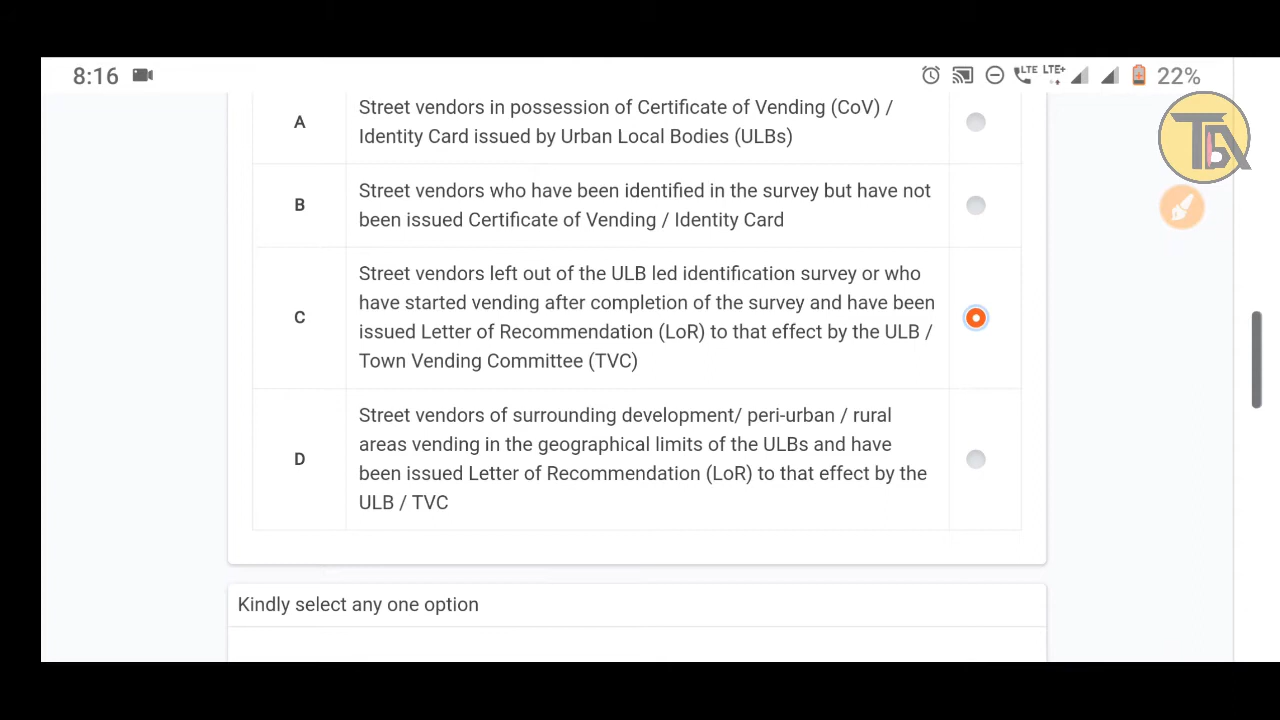 8:16
LTE LTE+ 22%
A
Street vendors in possession of Certificate of Vending (CoV) /
Identity Card issued by Urban Local Bodies (ULBs)
B
Street vendors who have been identified in the survey but have not
been issued Certificate of Vending / Identity Card
C
Street vendors left out of the ULB led identification survey or who
have started vending after completion of the survey and have been
issued Letter of Recommendation (LoR) to that effect by the ULB /
Town Vending Committee (TVC)
D
Street vendors of surrounding development/ peri-urban / rural
areas vending in the geographical limits of the ULBs and have
been issued Letter of Recommendation (LoR) to that effect by the
ULB / TVC
Kindly select any one option